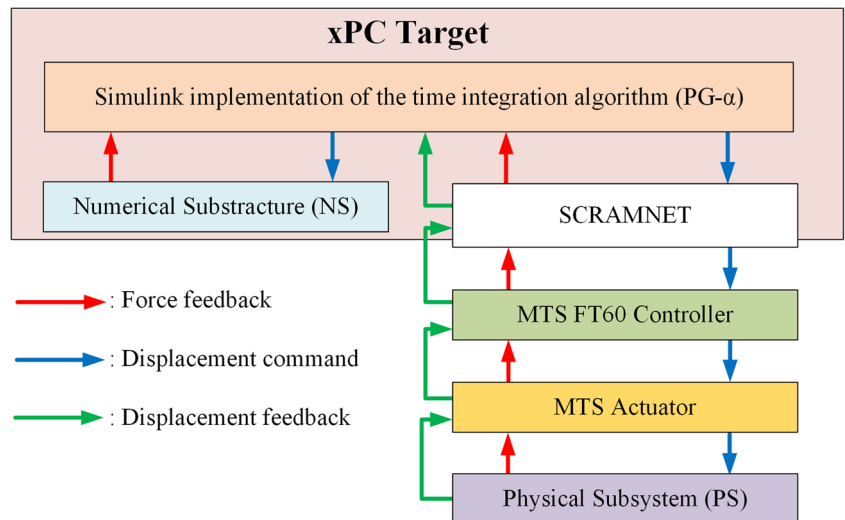 xPC Target
Simulink implementation of the time integration algorithm (PG-α)
Numerical Substracture (NS)
SCRAMNET
: Force feedback
MTS FT60 Controller
: Displacement command
MTS Actuator
: Displacement feedback
Physical Subsystem (PS)